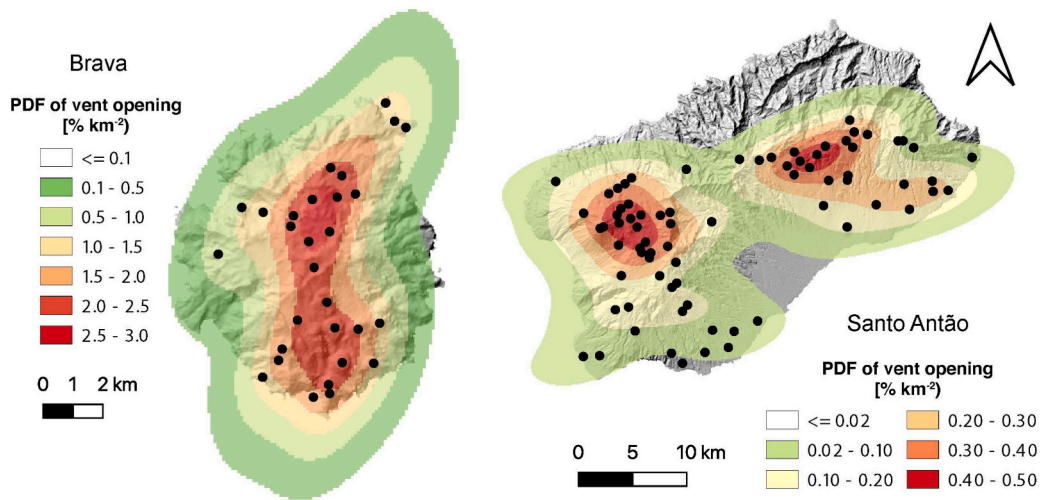 Brava
PDF of vent opening
[% km-2]
<= 0.1
0.1 - 0.5
0.5 - 1.0
1.0 - 1.5
1.5 - 2.0
2.0 - 2.5
2.5 - 3.0
0 1 2 km
Santo Antão
PDF of vent opening
[% km-2]
<= 0.02
0.02 - 0.10
0.10 - 0.20
0.20 - 0.30
0.30 - 0.40
0.40 - 0.50
0 5 10 km